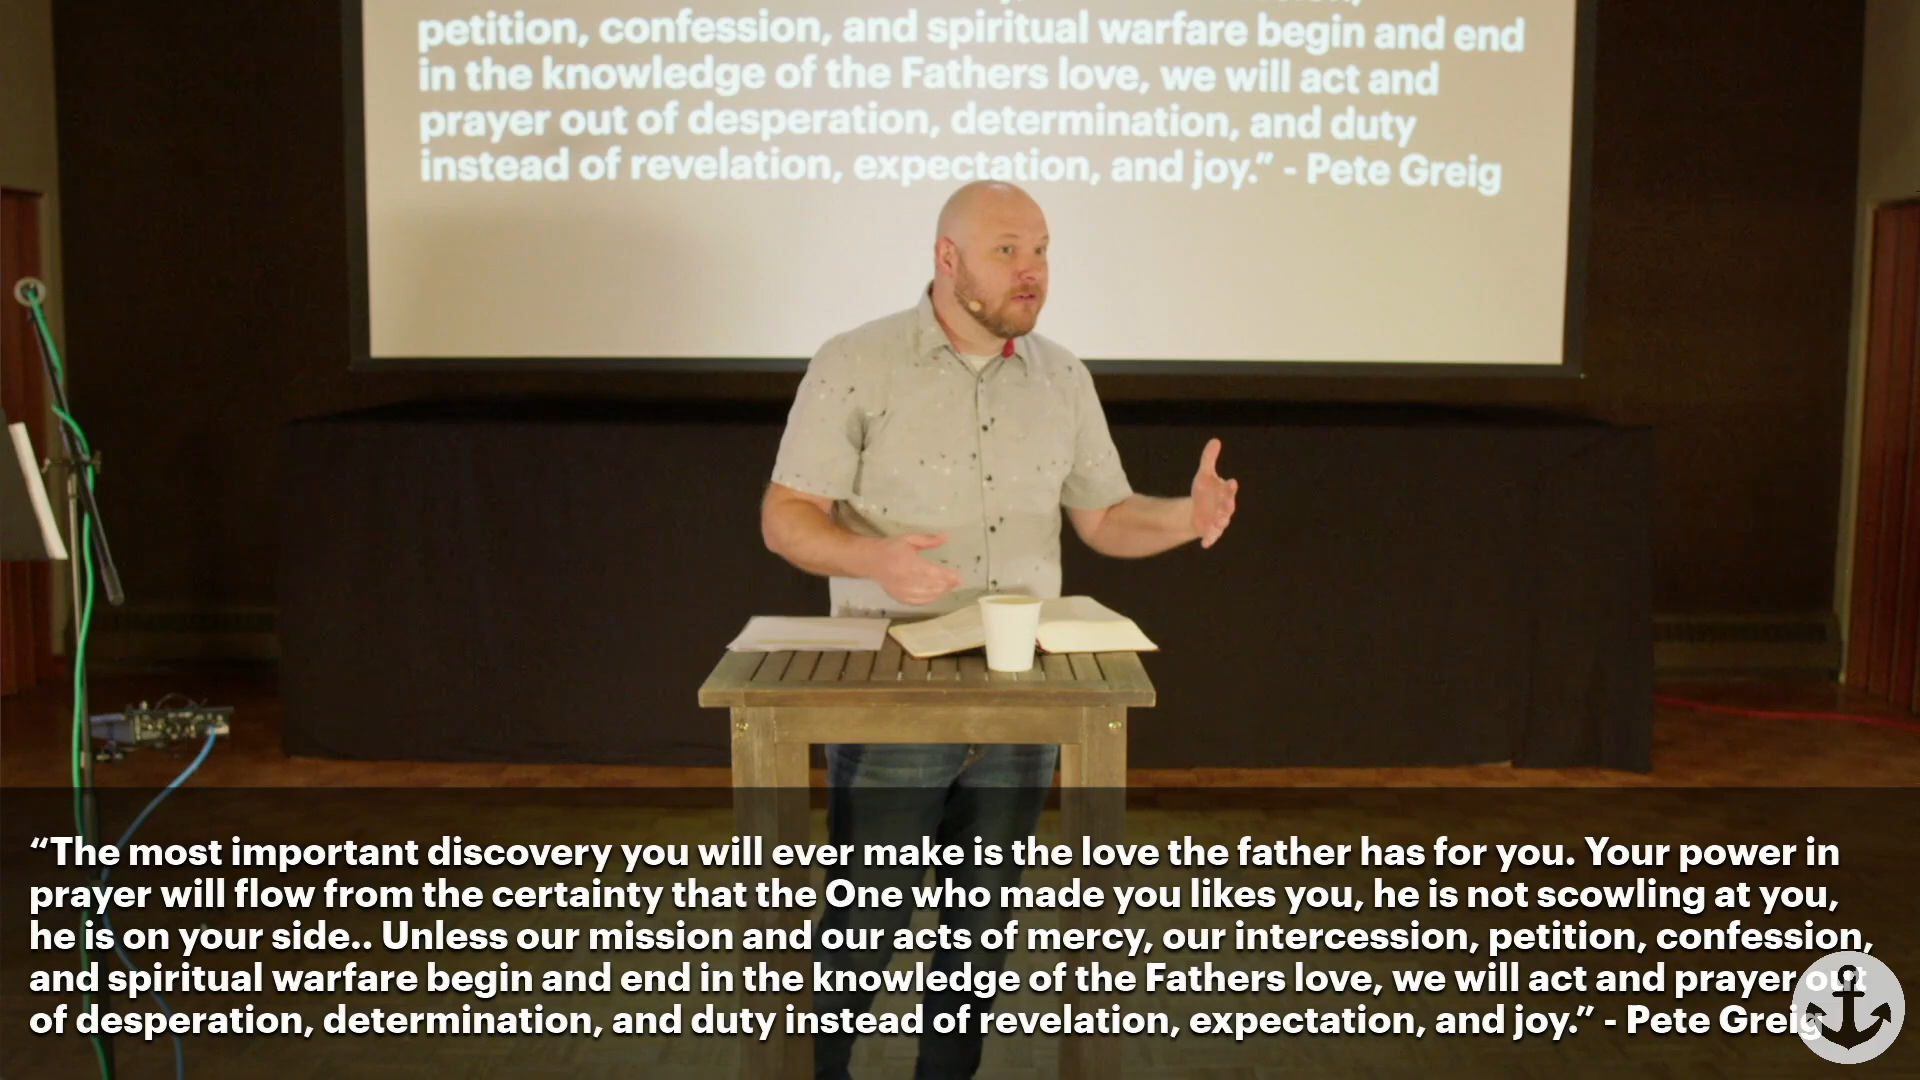 petition, confession, and spiritual warfare begin and end
in the knowledge of the Fathers love, we will act and
prayer out of desperation, determination, and duty
instead of revelation, expectation, and joy.” - Pete Greig
“The most important discovery you will ever make is the love the father has for you. Your power in
prayer will flow from the certainty that the One who made you likes you, he is not scowling at you,
he is on your side.. Unless our mission and our acts of mercy, our intercession, petition, confession,
and spiritual warfare begin and end in the knowledge of the Fathers love, we will act and prayer out
of desperation, determination, and duty instead of revelation, expectation, and joy.” - Pete Greig